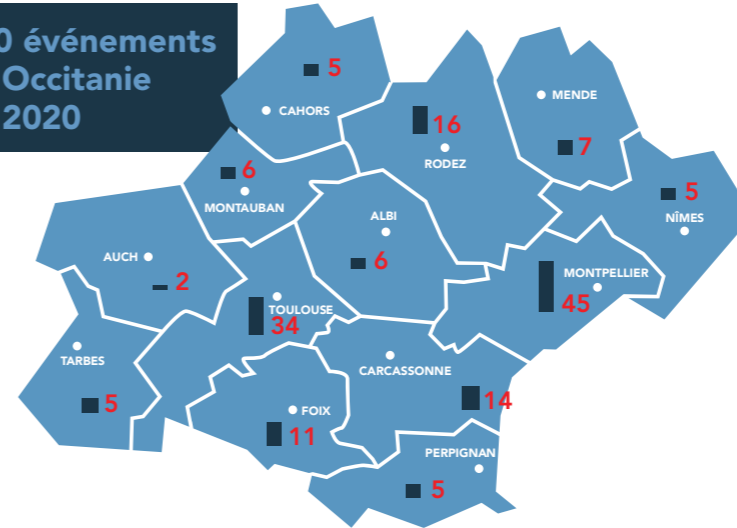 0 événements
Occitanie
2020
5
CAHORS
16
RODEZ
MENDE
7
6
MONTAUBAN
5
NÎMES
ALBI
6
AUCH
2
MONTPELLIER
45
TOULOUSE
34
TARBES
5
CARCASSONNE
14
FOIX
11
PERPIGNAN
5